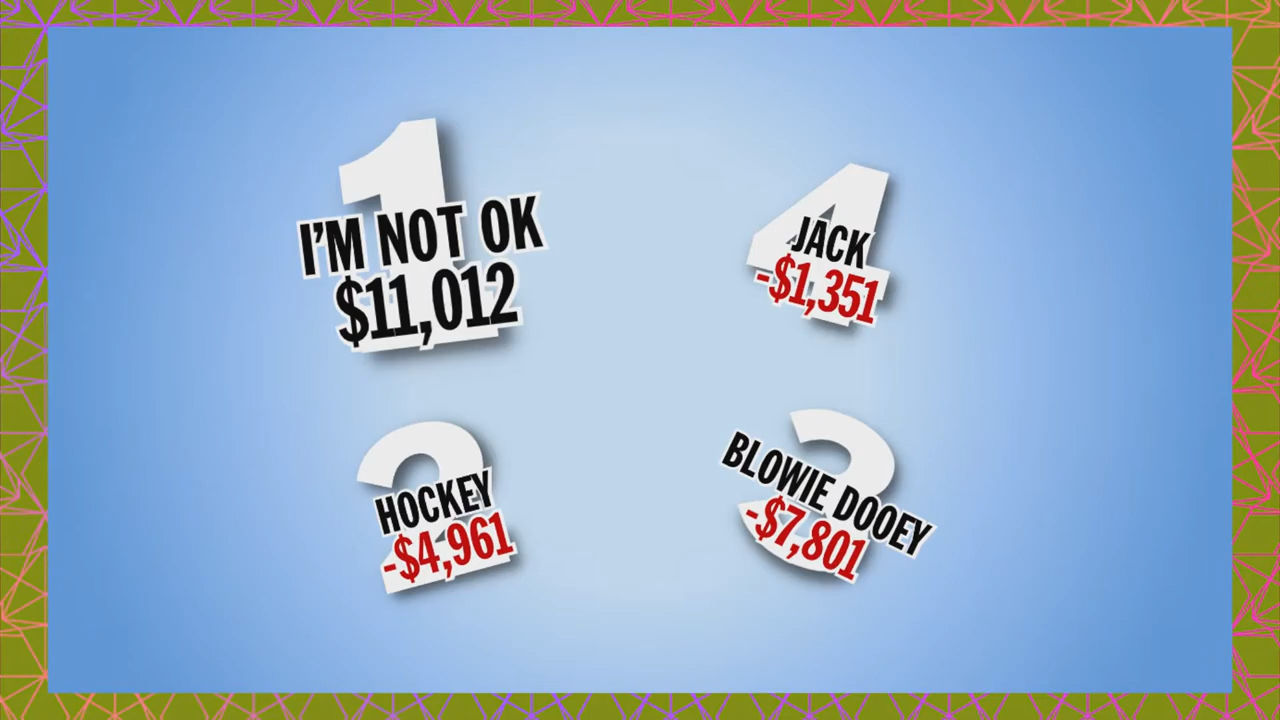 1
I'M NOT OK
$11,012
4
JACK
-$1,351
2
HOCKEY
-$4,961
3
BLOWIE DOOEY
-$7,801